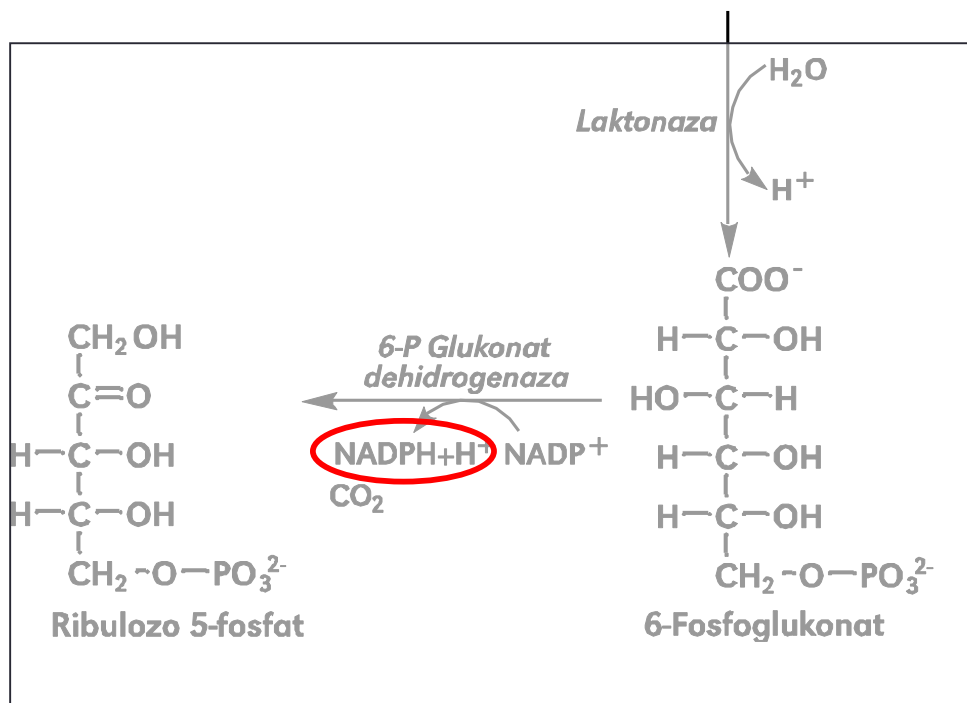 H₂O
Laktonaza
H⁺
COO⁻
H—C—OH
HO—C—H
H—C—OH
H—C—OH
CH₂—O—PO₃²⁻
6-Fosfoglukonat
6-P Glukonat
dehidrogenaza
NADPH+H⁺ NADP⁺
CO₂
CH₂OH
C=O
H—C—OH
H—C—OH
CH₂—O—PO₃²⁻
Ribulozo 5-fosfat